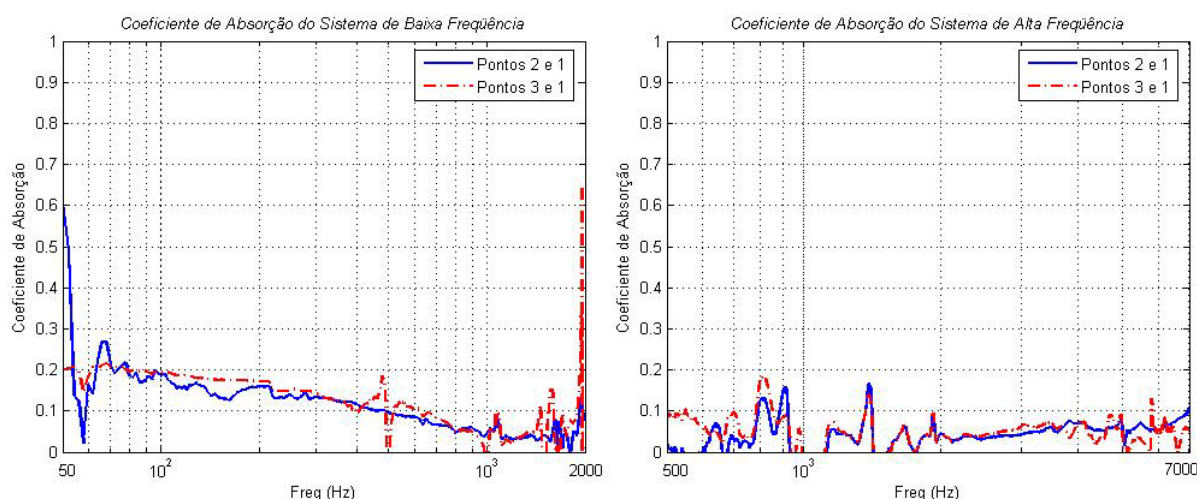 Coeficiente de Absorção do Sistema de Baixa Freqüência
Coeficiente de Absorção
1
0.9
0.8
0.7
0.6
0.5
0.4
0.3
0.2
0.1
0
Pontos 2 e 1
Pontos 3 e 1
50
10²
10³
2000
Freq (Hz)
Coeficiente de Absorção do Sistema de Alta Freqüência
Coeficiente de Absorção
1
0.9
0.8
0.7
0.6
0.5
0.4
0.3
0.2
0.1
0
Pontos 2 e 1
Pontos 3 e 1
500
10³
7000
Freq (Hz)